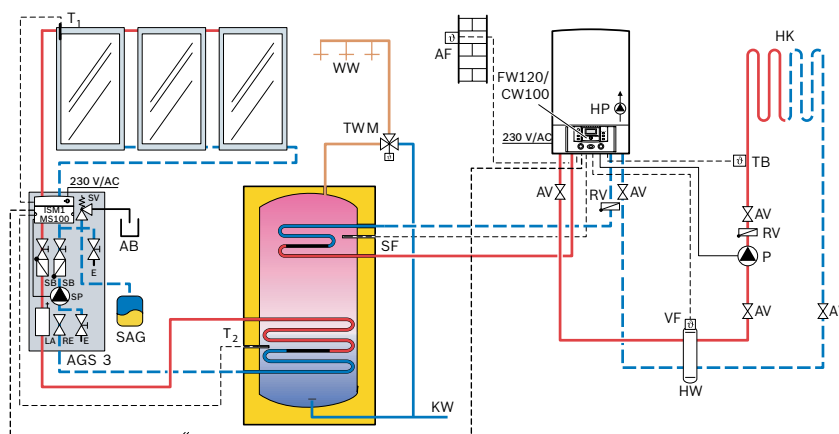 T1
WW
TWM
AF
FW120/
CW100
HP
230 V/AC
HK
TB
AV
RV
AV
AV
RV
P
230 V/AC
SV
ISM1
MS100
AB
E
SB
SB
SP
SAG
LA
RE
E
AGS 3
SF
T2
KW
VF
HW
AV